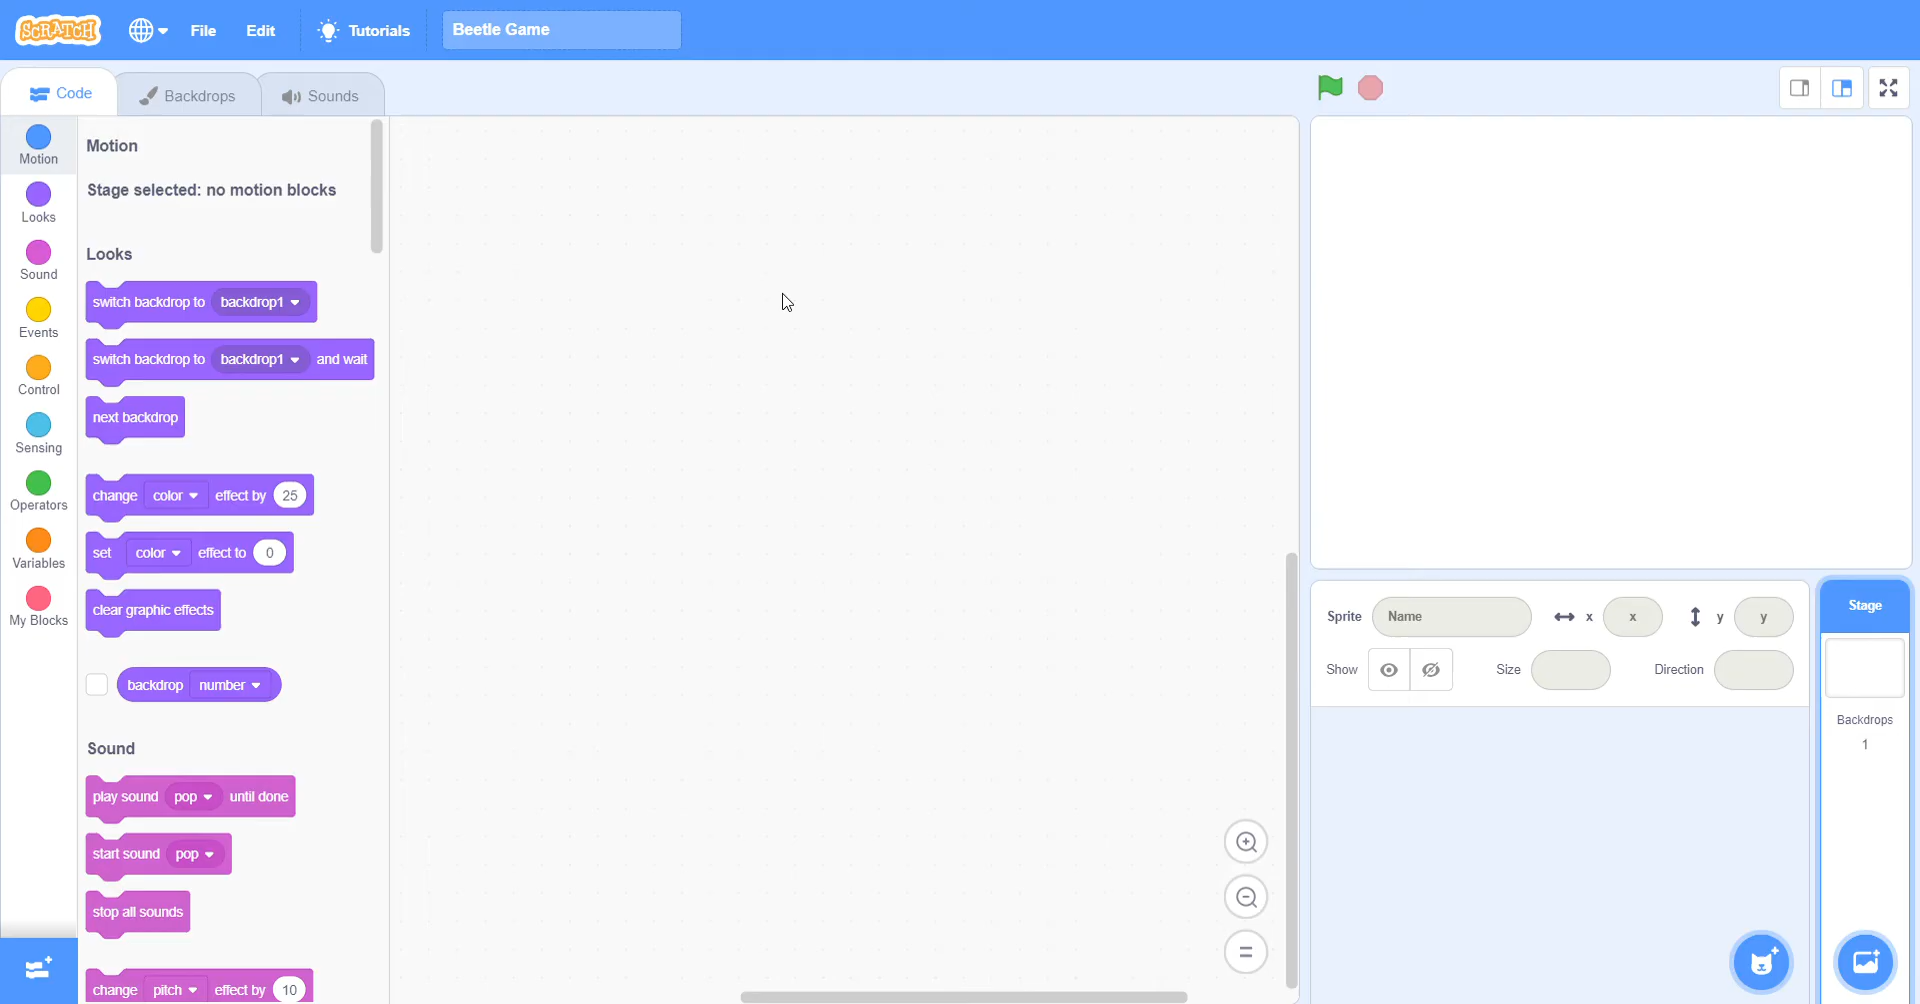 SCRATCH File Edit Tutorials Beetle Game
Code Backdrops Sounds
Motion
Looks
Sound
Events
Control
Sensing
Operators
Variables
My Blocks
Motion
Stage selected: no motion blocks
Looks
switch backdrop to backdrop1
switch backdrop to backdrop1 and wait
next backdrop
change color effect by 25
set color effect to 0
clear graphic effects
backdrop number
Sound
play sound pop until done
start sound pop
stop all sounds
change pitch effect by 10
Sprite Name x x y y
Show Size Direction
Stage
Backdrops
1